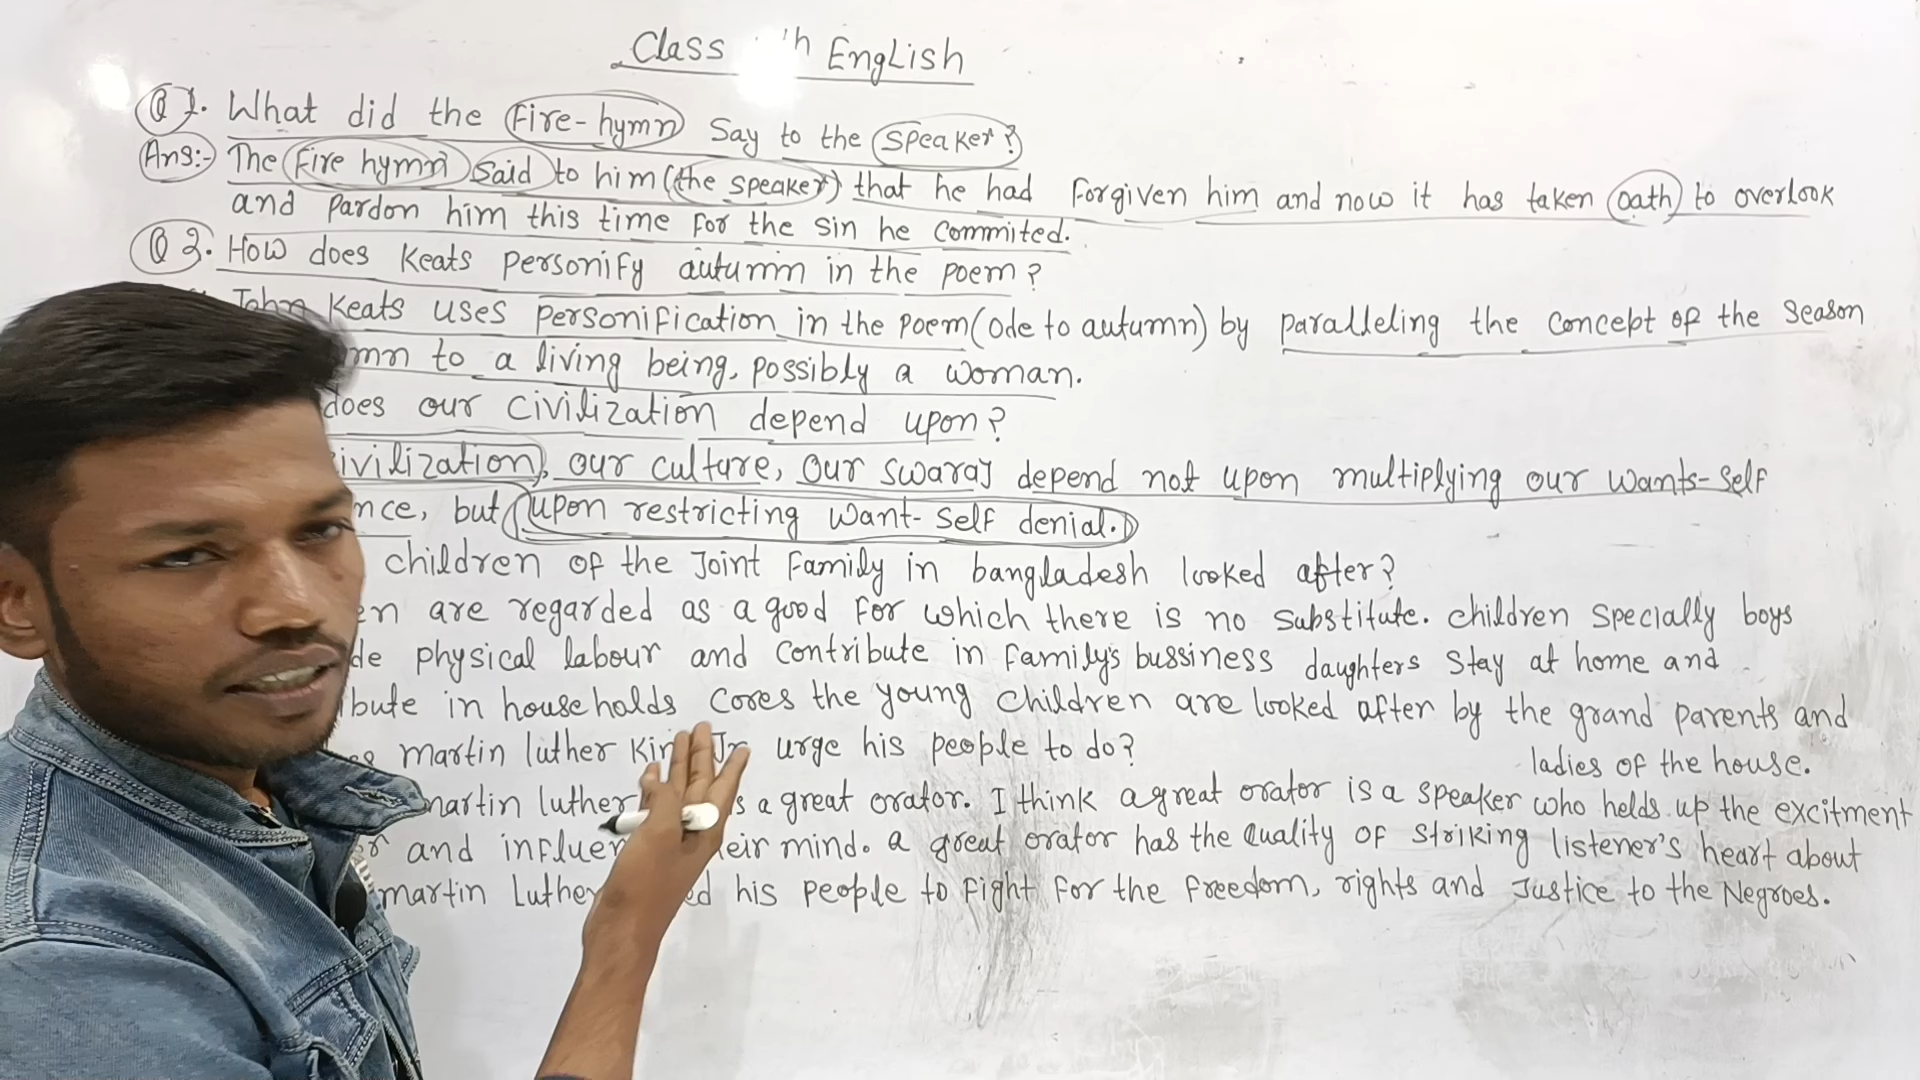 Class English
Q 1. What did the Fire-hymn Say to the Speaker?
Ans:- The Fire hymn Said to him (the speaker) that he had Forgiven him and now it has taken oath to overlook
and pardon him this time For the Sin he Commited.
Q 2. How does Keats personify autumn in the poem?
John Keats uses personification in the poem (ode to autumn) by paralleling the concept of the Season
to a living being, possibly a woman.
does our Civilization depend upon?
our culture, our swaraj depend not upon multiplying our wants-Self
but upon restricting want-self denial.
children of the Joint Family in bangladesh looked after?
are regarded as a good For which there is no substitute. children specially boys
physical labour and contribute in family's bussiness daughters stay at home and
in households cores the young children are looked after by the grand parents and
ladies of the house.
martin luther Jr urge his people to do?
martin luther a great orator. I think a great orator is a speaker who helds up the excitment
and mind. a great orator has the quality of striking listener's heart about
martin Luther his people to Fight For the Freedom, rights and Justice to the Negroes.